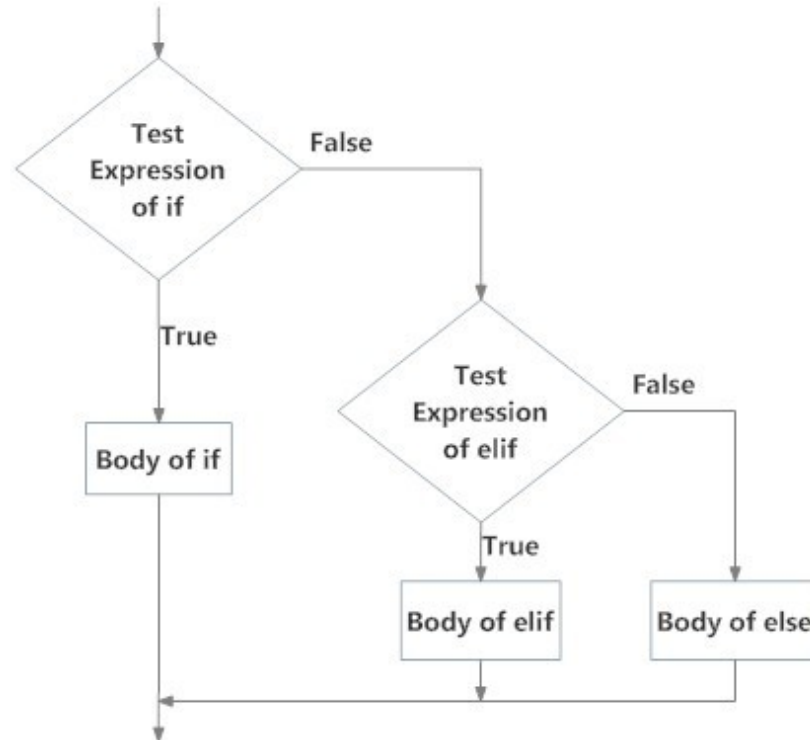 Test
Expression
of if
False
True
Body of if
Test
Expression
of elif
False
True
Body of elif
Body of else